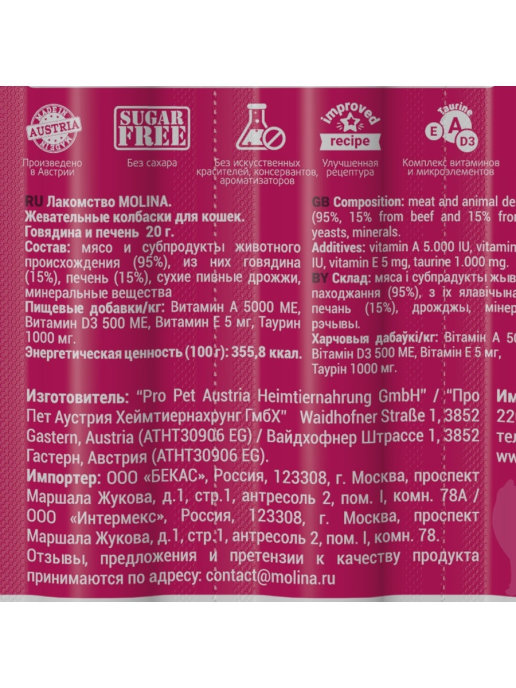 MADE IN
AUSTRIA
Произведено
в Австрии
SUGAR
FREE
Без сахара
Без искусственных
красителей, консервантов,
ароматизаторов
improved
recipe
Улучшенная
рецептура
Taurine
E A D3
Комплекс витаминов
и микроэлементов
RU Лакомство MOLINA.
Жевательные колбаски для кошек.
Говядина и печень 20 г.
Состав: мясо и субпродукты животного
происхождения (95%), из них говядина
(15%), печень (15%), сухие пивные дрожжи,
минеральные вещества
Пищевые добавки/кг: Витамин А 5000 МЕ,
Витамин D3 500 МЕ, Витамин Е 5 мг, Таурин
1000 мг.
Энергетическая ценность (100 г): 355,8 ккал.
GB Composition: meat and animal de
(95%, 15% from beef and 15% from
yeasts, minerals.
Additives: vitamin A 5.000 IU, vitamin
IU, vitamin E 5 mg, taurine 1.000 mg.
BY Склад: мяса і субпрадукты жыв
паходжання (95%), з іх ялавічына
печань (15%), дрожджы, мінер
рэчывы.
Харчовыя дабаўкі/кг: Вітамін А 50
Вітамін D3 500 МЕ, Вітамін Е 5 мг,
Таурін 1000 мг.
Изготовитель: “Pro Pet Austria Heimtiernahrung GmbH” / “Про
Пет Аустрия Хеймтиернахрунг ГмбХ” Waidhofner Straße 1, 3852
Gastern, Austria (ATHT30906 EG) / Вайдхофнер Штрассе 1, 3852
Гастерн, Австрия (ATHT30906 EG).
Импортер: ООО «БЕКАС», Россия, 123308, г. Москва, проспект
Маршала Жукова, д.1, стр.1, антресоль 2, пом. I, комн. 78А /
ООО «Интермекс», Россия, 123308, г. Москва, проспект
Маршала Жукова, д.1, стр.1, антресоль 2, пом. I, комн. 78.
Отзывы, предложения и претензии к качеству продукта
принимаются по адресу: contact@molina.ru
Им
22
тел
ww